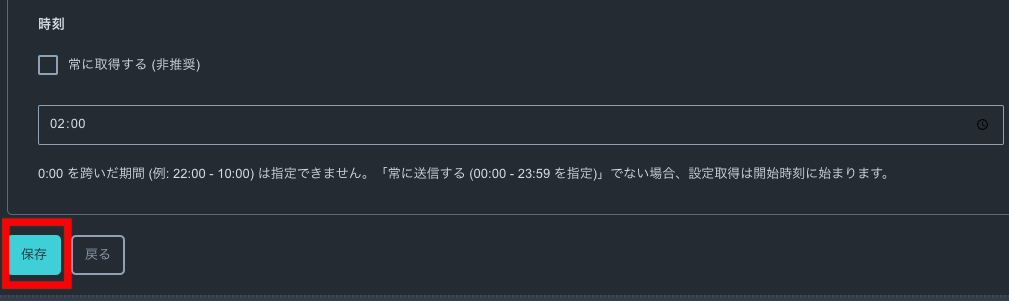 時刻
常に取得する (非推奨)
02:00
0:00 を跨いだ期間 (例: 22:00 - 10:00) は指定できません。「常に送信する (00:00 - 23:59 を指定)」でない場合、設定取得は開始時刻に始まります。
保存
戻る